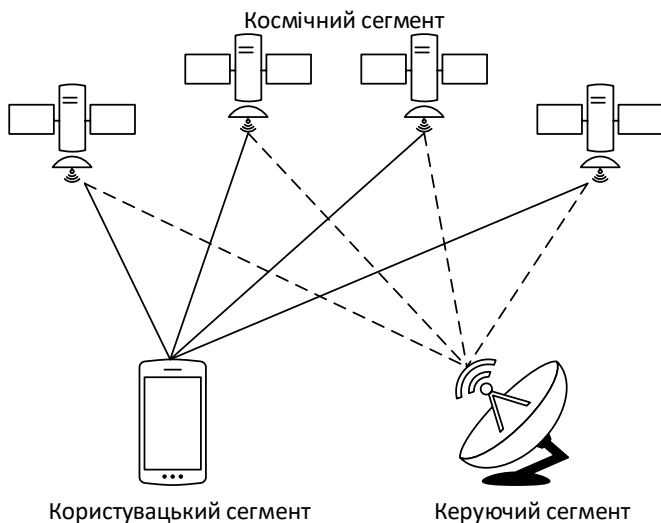 Космічний сегмент
Користувацький сегмент
Керуючий сегмент